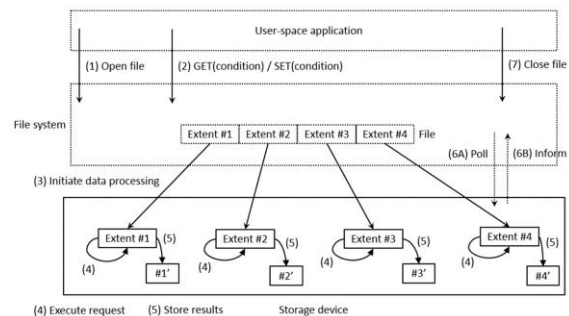 User-space application
(1) Open file
(2) GET(condition) / SET(condition)
(7) Close file
File system
Extent #1 Extent #2 Extent #3 Extent #4 File
(6A) Poll
(6B) Inform
(3) Initiate data processing
Extent #1
(5)
(4)
#1'
Extent #2
(5)
(4)
#2'
Extent #3
(5)
(4)
#3'
Extent #4
(5)
(4)
#4'
(4) Execute request (5) Store results Storage device